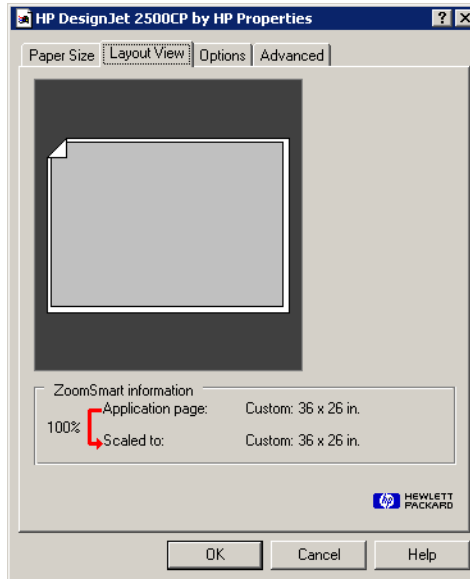 HP DesignJet 2500CP by HP Properties
Paper Size Layout View Options Advanced
ZoomSmart information
Application page: Custom: 36 x 26 in.
100%
Scaled to: Custom: 36 x 26 in.
hp HEWLETT
PACKARD
OK Cancel Help